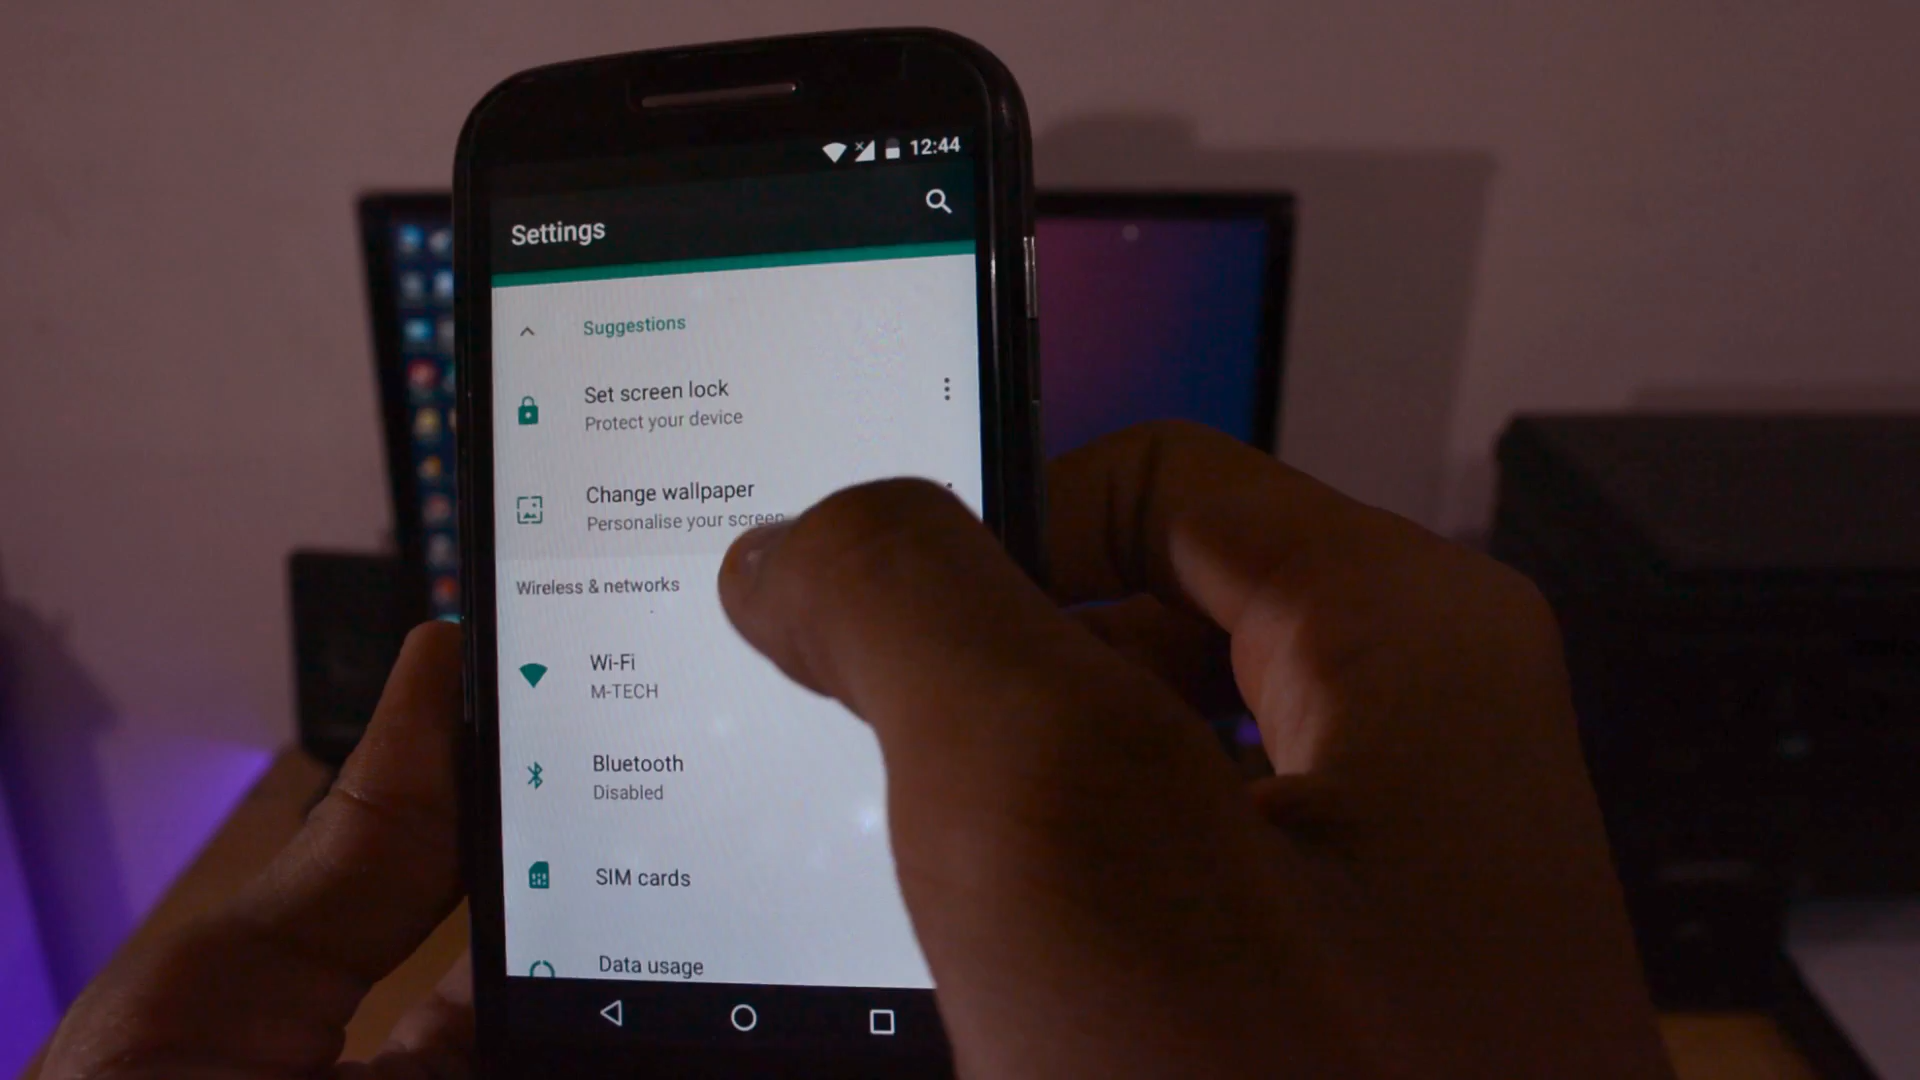 12:44
Settings
Suggestions
Set screen lock
Protect your device
Change wallpaper
Personalise your screen
Wireless & networks
Wi-Fi
M-TECH
Bluetooth
Disabled
SIM cards
Data usage